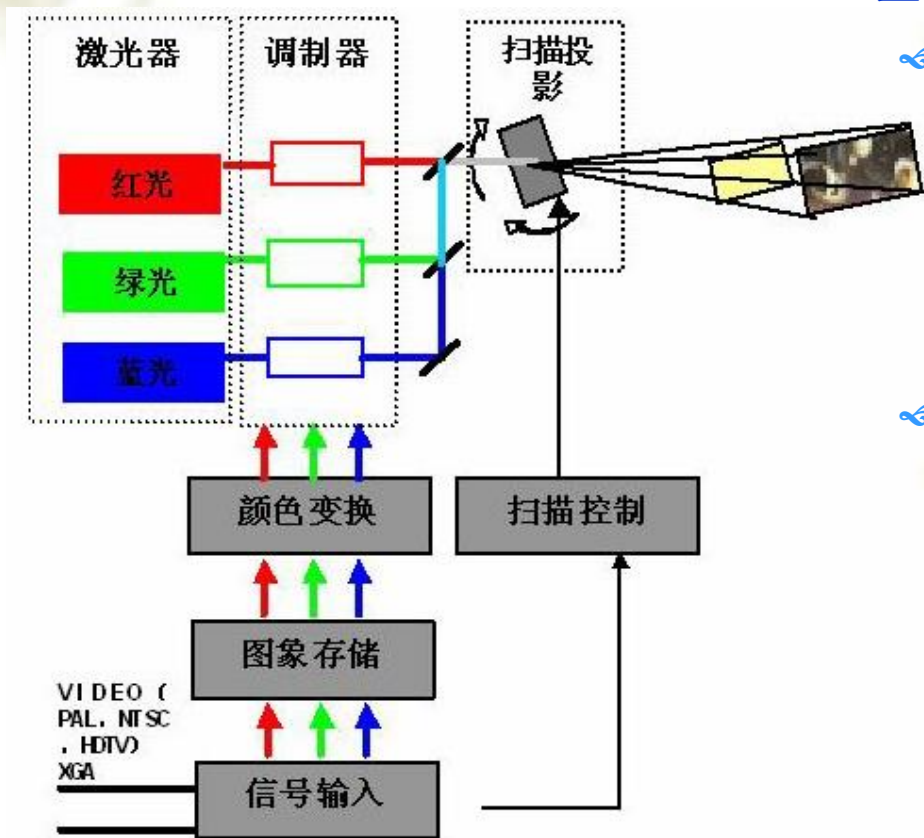 激光器
调制器
扫描投
影
红光
绿光
蓝光
颜色变换
扫描控制
图象存储
VIDEO (
PAL. NTSC
. HDTV)
XGA
信号输入